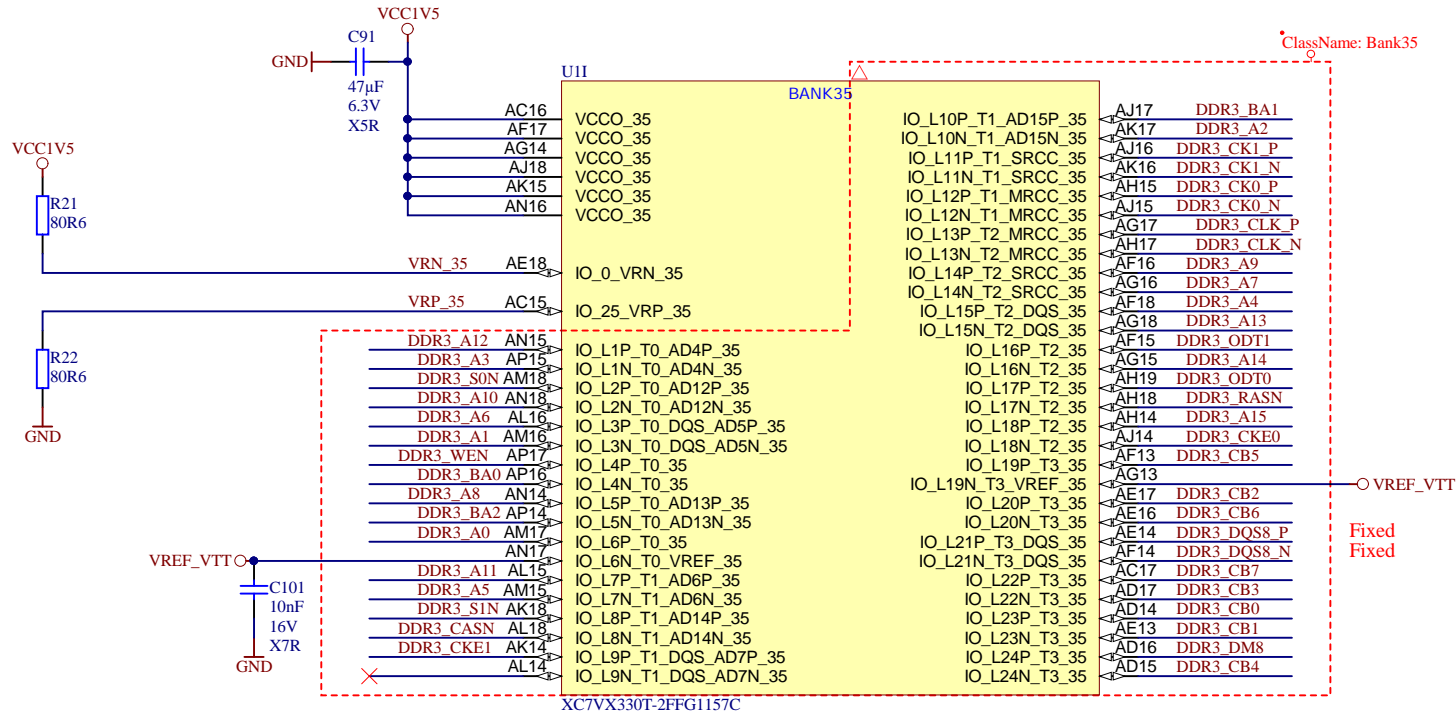 VCC1V5
ClassName: Bank35
C91
GND
47µF
6.3V
X5R
U1I
BANK35
AC16 VCCO_35
AF17 VCCO_35
AG14 VCCO_35
AJ18 VCCO_35
AK15 VCCO_35
AN16 VCCO_35
VCC1V5
R21
80R6
VRN_35 AE18 IO_0_VRN_35
VRP_35 AC15 IO_25_VRP_35
R22
80R6
GND
DDR3_A12 AN15 IO_L1P_T0_AD4P_35
DDR3_A3 AP15 IO_L1N_T0_AD4N_35
DDR3_S0N AM18 IO_L2P_T0_AD12P_35
DDR3_A10 AN18 IO_L2N_T0_AD12N_35
DDR3_A6 AL16 IO_L3P_T0_DQS_AD5P_35
DDR3_A1 AM16 IO_L3N_T0_DQS_AD5N_35
DDR3_WEN AP17 IO_L4P_T0_35
DDR3_BA0 AP16 IO_L4N_T0_35
DDR3_A8 AN14 IO_L5P_T0_AD13P_35
DDR3_BA2 AP14 IO_L5N_T0_AD13N_35
DDR3_A0 AM17 IO_L6P_T0_35
VREF_VTT AN17 IO_L6N_T0_VREF_35
DDR3_A11 AL15 IO_L7P_T1_AD6P_35
DDR3_A5 AM15 IO_L7N_T1_AD6N_35
DDR3_S1N AK18 IO_L8P_T1_AD14P_35
DDR3_CASN AL18 IO_L8N_T1_AD14N_35
DDR3_CKE1 AK14 IO_L9P_T1_DQS_AD7P_35
AL14 IO_L9N_T1_DQS_AD7N_35
C101
10nF
16V
X7R
GND
IO_L10P_T1_AD15P_35 AJ17 DDR3_BA1
IO_L10N_T1_AD15N_35 AK17 DDR3_A2
IO_L11P_T1_SRCC_35 AJ16 DDR3_CK1_P
IO_L11N_T1_SRCC_35 AK16 DDR3_CK1_N
IO_L12P_T1_MRCC_35 AH15 DDR3_CK0_P
IO_L12N_T1_MRCC_35 AJ15 DDR3_CK0_N
IO_L13P_T2_MRCC_35 AG17 DDR3_CLK_P
IO_L13N_T2_MRCC_35 AH17 DDR3_CLK_N
IO_L14P_T2_SRCC_35 AF16 DDR3_A9
IO_L14N_T2_SRCC_35 AG16 DDR3_A7
IO_L15P_T2_DQS_35 AF18 DDR3_A4
IO_L15N_T2_DQS_35 AG18 DDR3_A13
IO_L16P_T2_35 AF15 DDR3_ODT1
IO_L16N_T2_35 AG15 DDR3_A14
IO_L17P_T2_35 AH19 DDR3_ODT0
IO_L17N_T2_35 AH18 DDR3_RASN
IO_L18P_T2_35 AH14 DDR3_A15
IO_L18N_T2_35 AJ14 DDR3_CKE0
IO_L19P_T3_35 AF13 DDR3_CB5
IO_L19N_T3_VREF_35 AG13 VREF_VTT
IO_L20P_T3_35 AE17 DDR3_CB2
IO_L20N_T3_35 AE16 DDR3_CB6
IO_L21P_T3_DQS_35 AE14 DDR3_DQS8_P Fixed
IO_L21N_T3_DQS_35 AF14 DDR3_DQS8_N Fixed
IO_L22P_T3_35 AC17 DDR3_CB7
IO_L22N_T3_35 AD17 DDR3_CB3
IO_L23P_T3_35 AD14 DDR3_CB0
IO_L23N_T3_35 AE13 DDR3_CB1
IO_L24P_T3_35 AD16 DDR3_DM8
IO_L24N_T3_35 AD15 DDR3_CB4
XC7VX330T-2FFG1157C